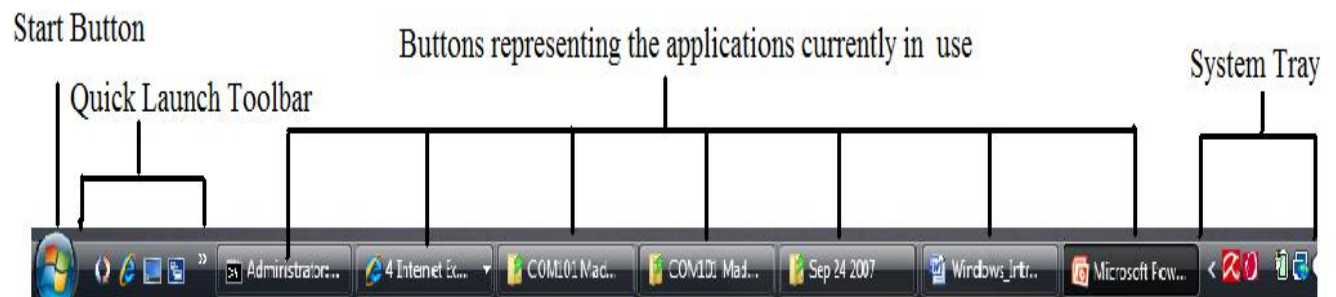 Start Button
Buttons representing the applications currently in use
System Tray
Quick Launch Toolbar
» Administrator:... 4 Internet Ex... COM101 Mad... COM101 Mad... Sep 24 2007 Windows_Intr... Microsoft Pow... <